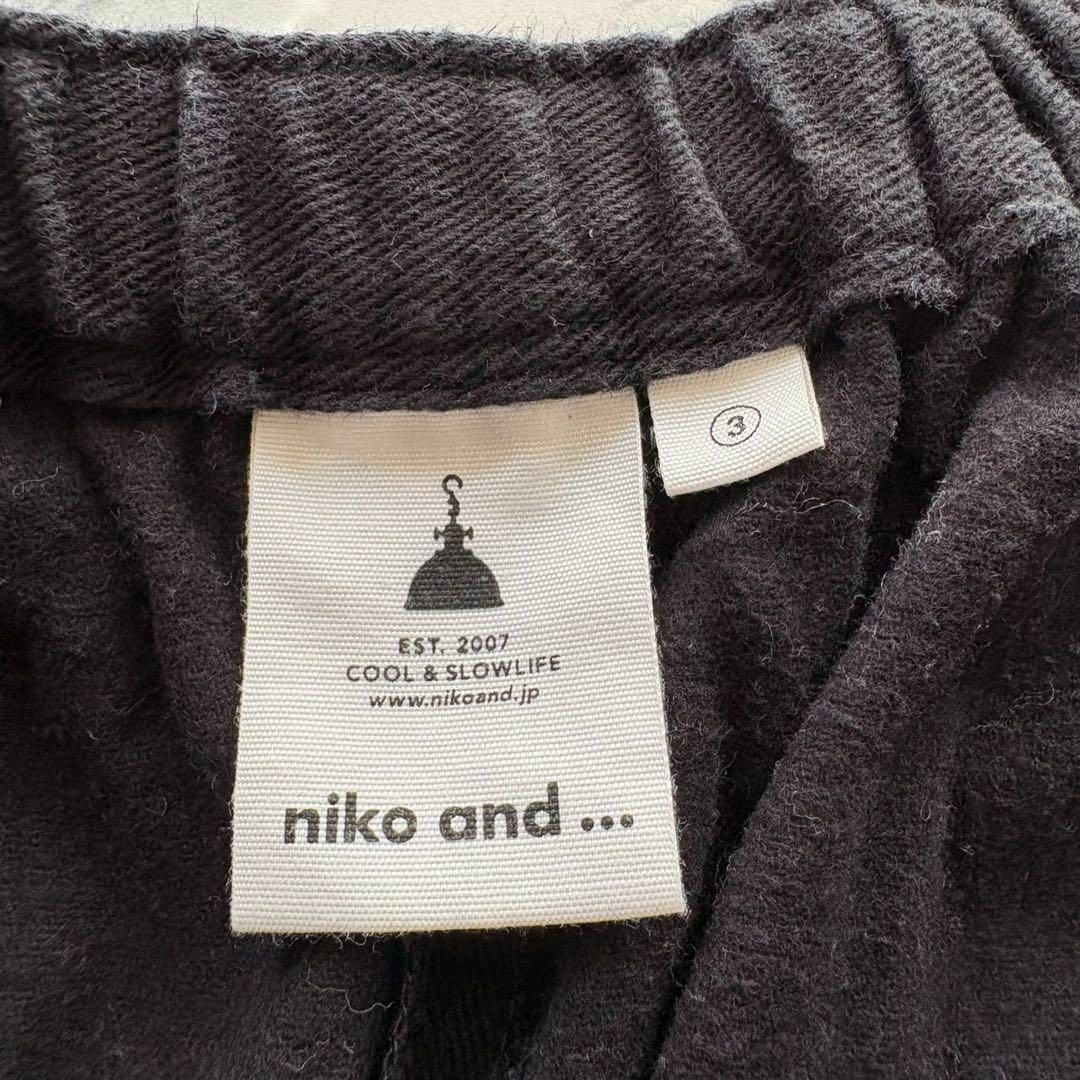 ③
EST. 2007
COOL & SLOWLIFE
www.nikoand.jp
niko and ...